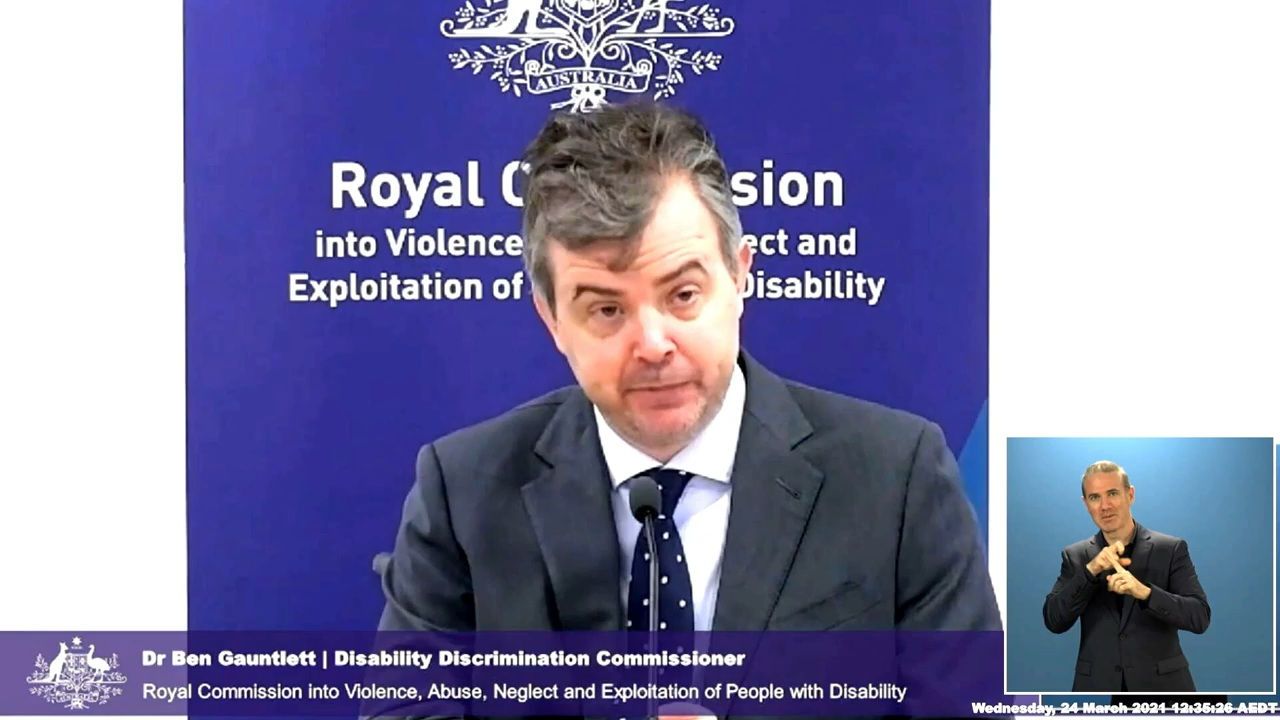 AUSTRALIA
Royal sion
into Violence ect and
Exploitation of Disability
Dr Ben Gauntlett | Disability Discrimination Commissioner
Royal Commission into Violence, Abuse, Neglect and Exploitation of People with Disability
Wednesday, 24 March 2021 12:35:26 AEDT